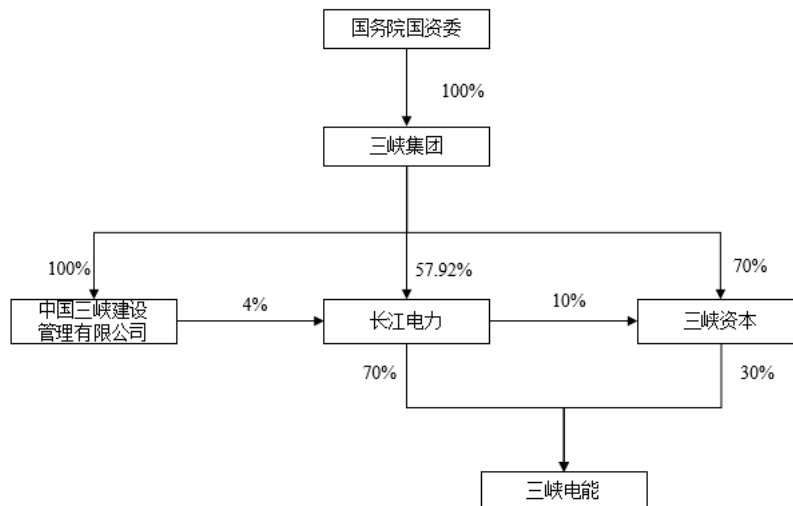 国务院国资委
100%
三峡集团
100%
57.92%
70%
中国三峡建设
管理有限公司
4%
长江电力
10%
三峡资本
70%
30%
三峡电能